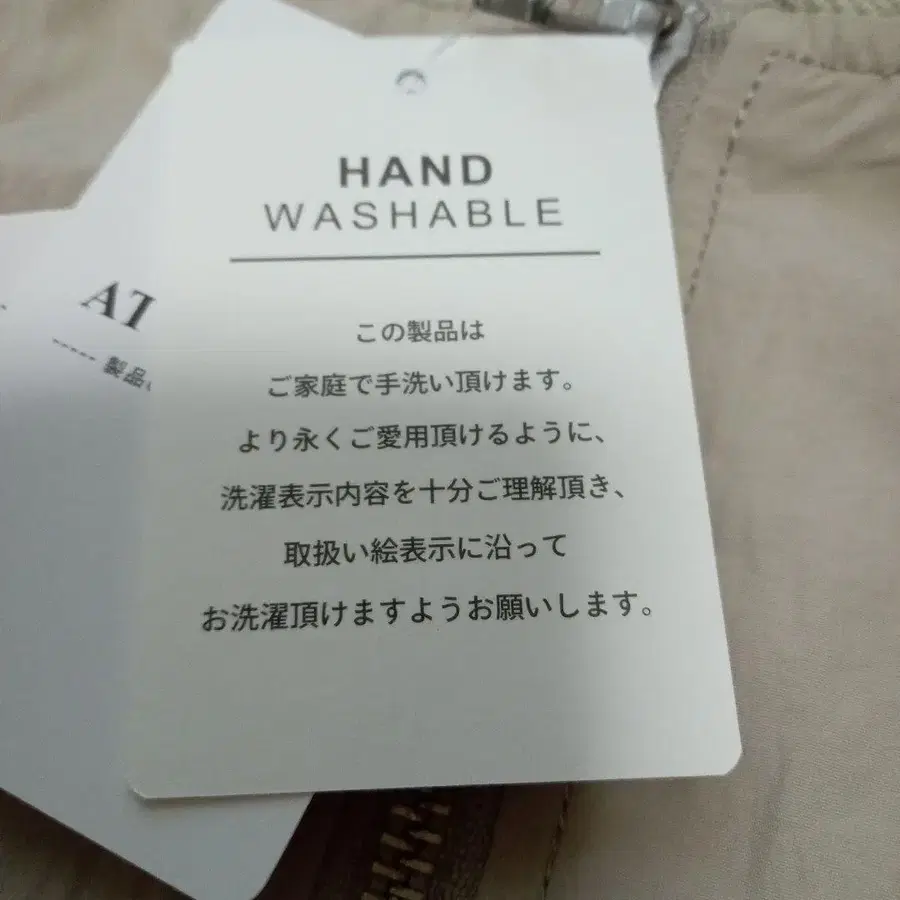 HAND
WASHABLE
この製品は
ご家庭で手洗い頂けます。
より永くご愛用頂けるように、
洗濯表示内容を十分ご理解頂き、
取扱い絵表示に沿って
お洗濯頂けますようお願いします。
AT
----- 製品